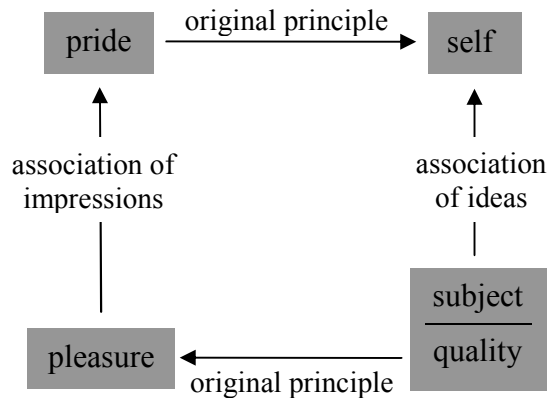 original principle
pride
self
association of
impressions
association
of ideas
subject
quality
pleasure
original principle